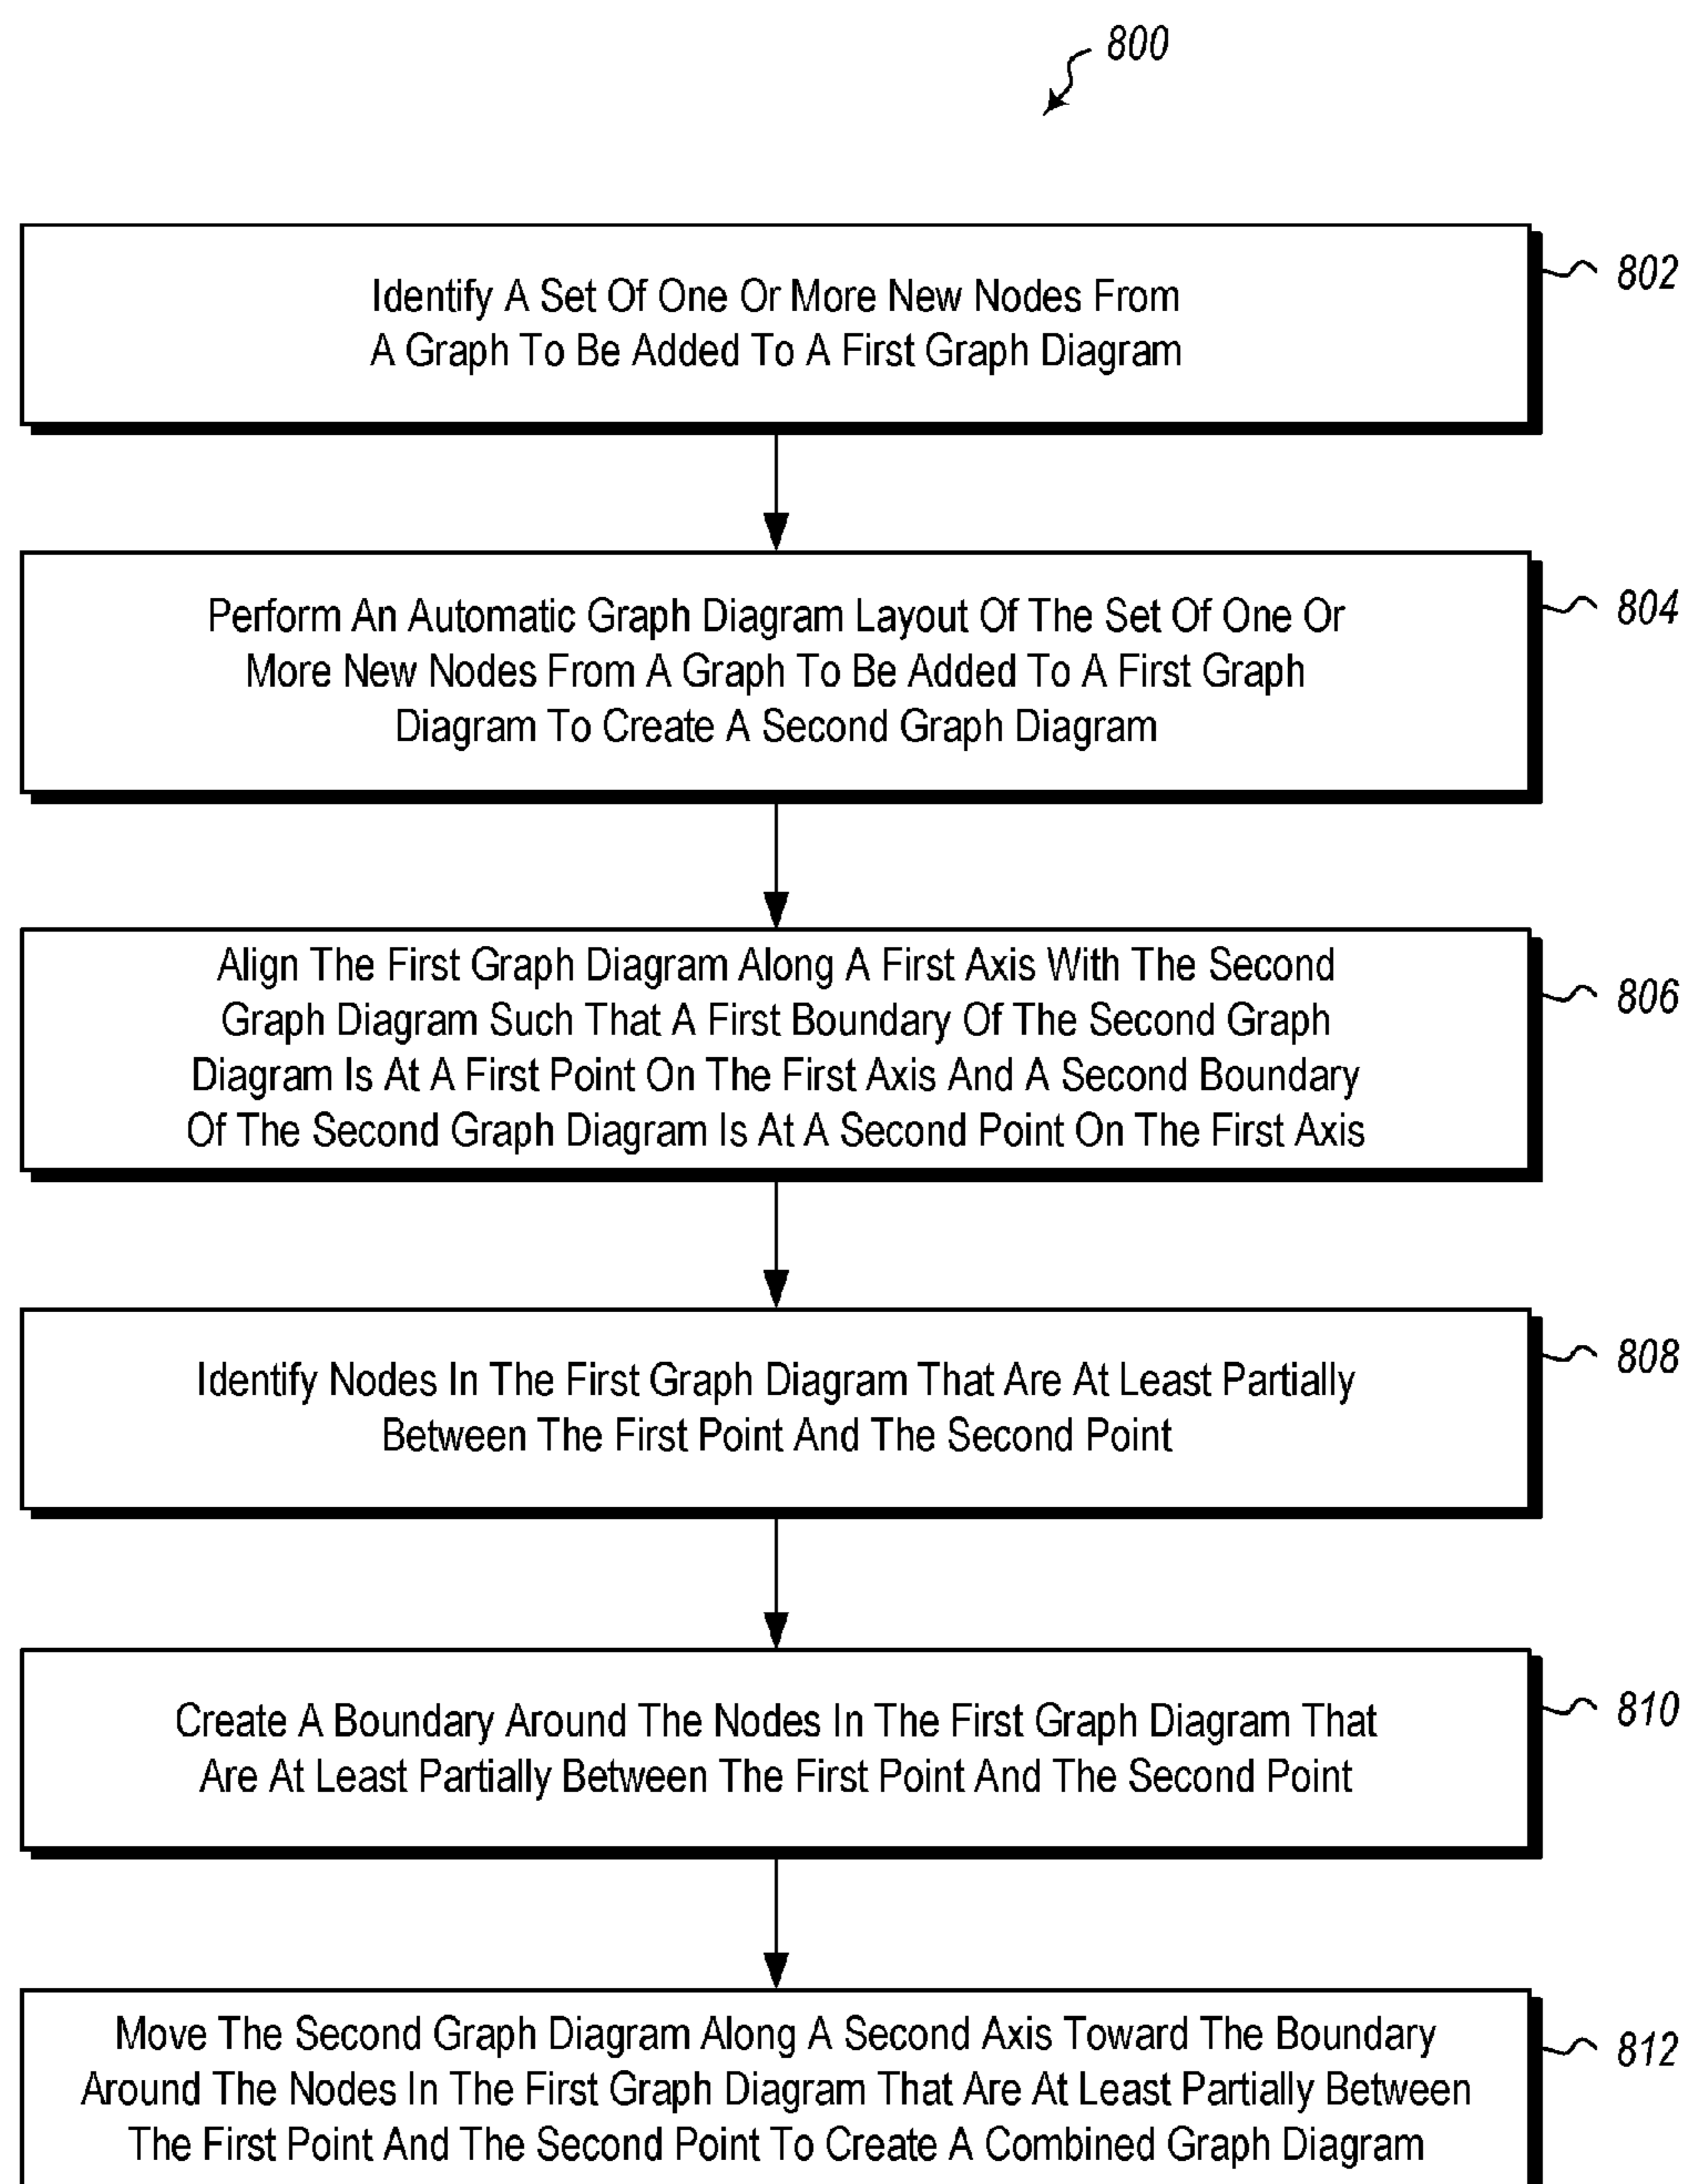 800
Identify A Set Of One Or More New Nodes From
A Graph To Be Added To A First Graph Diagram
802
Perform An Automatic Graph Diagram Layout Of The Set Of One Or
More New Nodes From A Graph To Be Added To A First Graph
Diagram To Create A Second Graph Diagram
804
Align The First Graph Diagram Along A First Axis With The Second
Graph Diagram Such That A First Boundary Of The Second Graph
Diagram Is At A First Point On The First Axis And A Second Boundary
Of The Second Graph Diagram Is At A Second Point On The First Axis
806
Identify Nodes In The First Graph Diagram That Are At Least Partially
Between The First Point And The Second Point
808
Create A Boundary Around The Nodes In The First Graph Diagram That
Are At Least Partially Between The First Point And The Second Point
810
Move The Second Graph Diagram Along A Second Axis Toward The Boundary
Around The Nodes In The First Graph Diagram That Are At Least Partially Between
The First Point And The Second Point To Create A Combined Graph Diagram
812